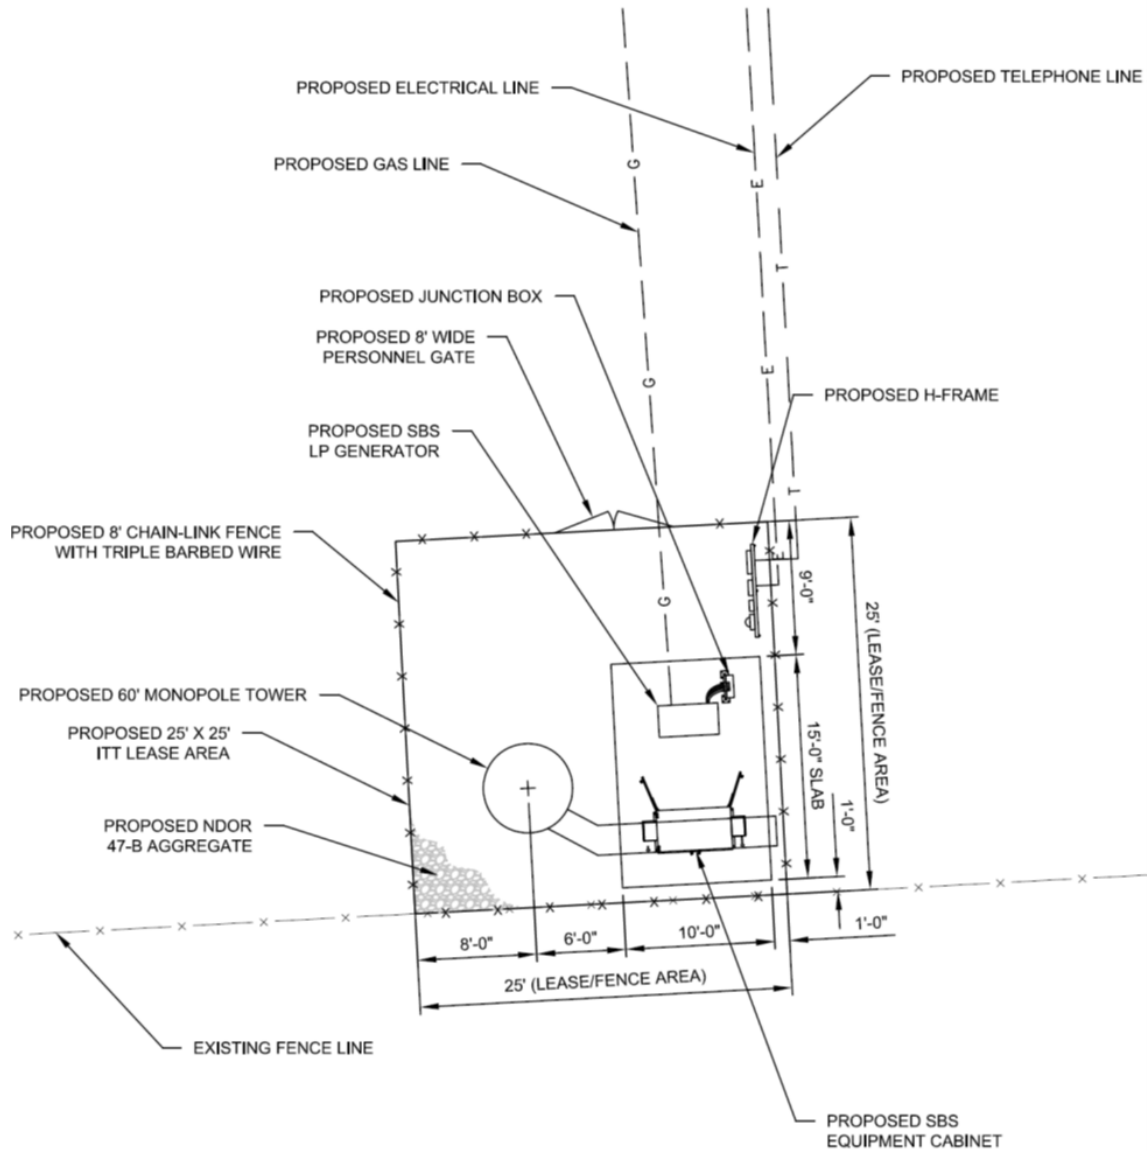 PROPOSED ELECTRICAL LINE
PROPOSED TELEPHONE LINE
PROPOSED GAS LINE
G
E
T
PROPOSED JUNCTION BOX
PROPOSED 8' WIDE
PERSONNEL GATE
G
E
PROPOSED H-FRAME
PROPOSED SBS
LP GENERATOR
T
PROPOSED 8' CHAIN-LINK FENCE
WITH TRIPLE BARBED WIRE
E
9'-0"
G
25' (LEASE/FENCE AREA)
PROPOSED 60' MONOPOLE TOWER
PROPOSED 25' X 25'
ITT LEASE AREA
15'-0" SLAB
1'-0"
PROPOSED NDOR
47-B AGGREGATE
8'-0"
6'-0"
10'-0"
1'-0"
25' (LEASE/FENCE AREA)
EXISTING FENCE LINE
PROPOSED SBS
EQUIPMENT CABINET